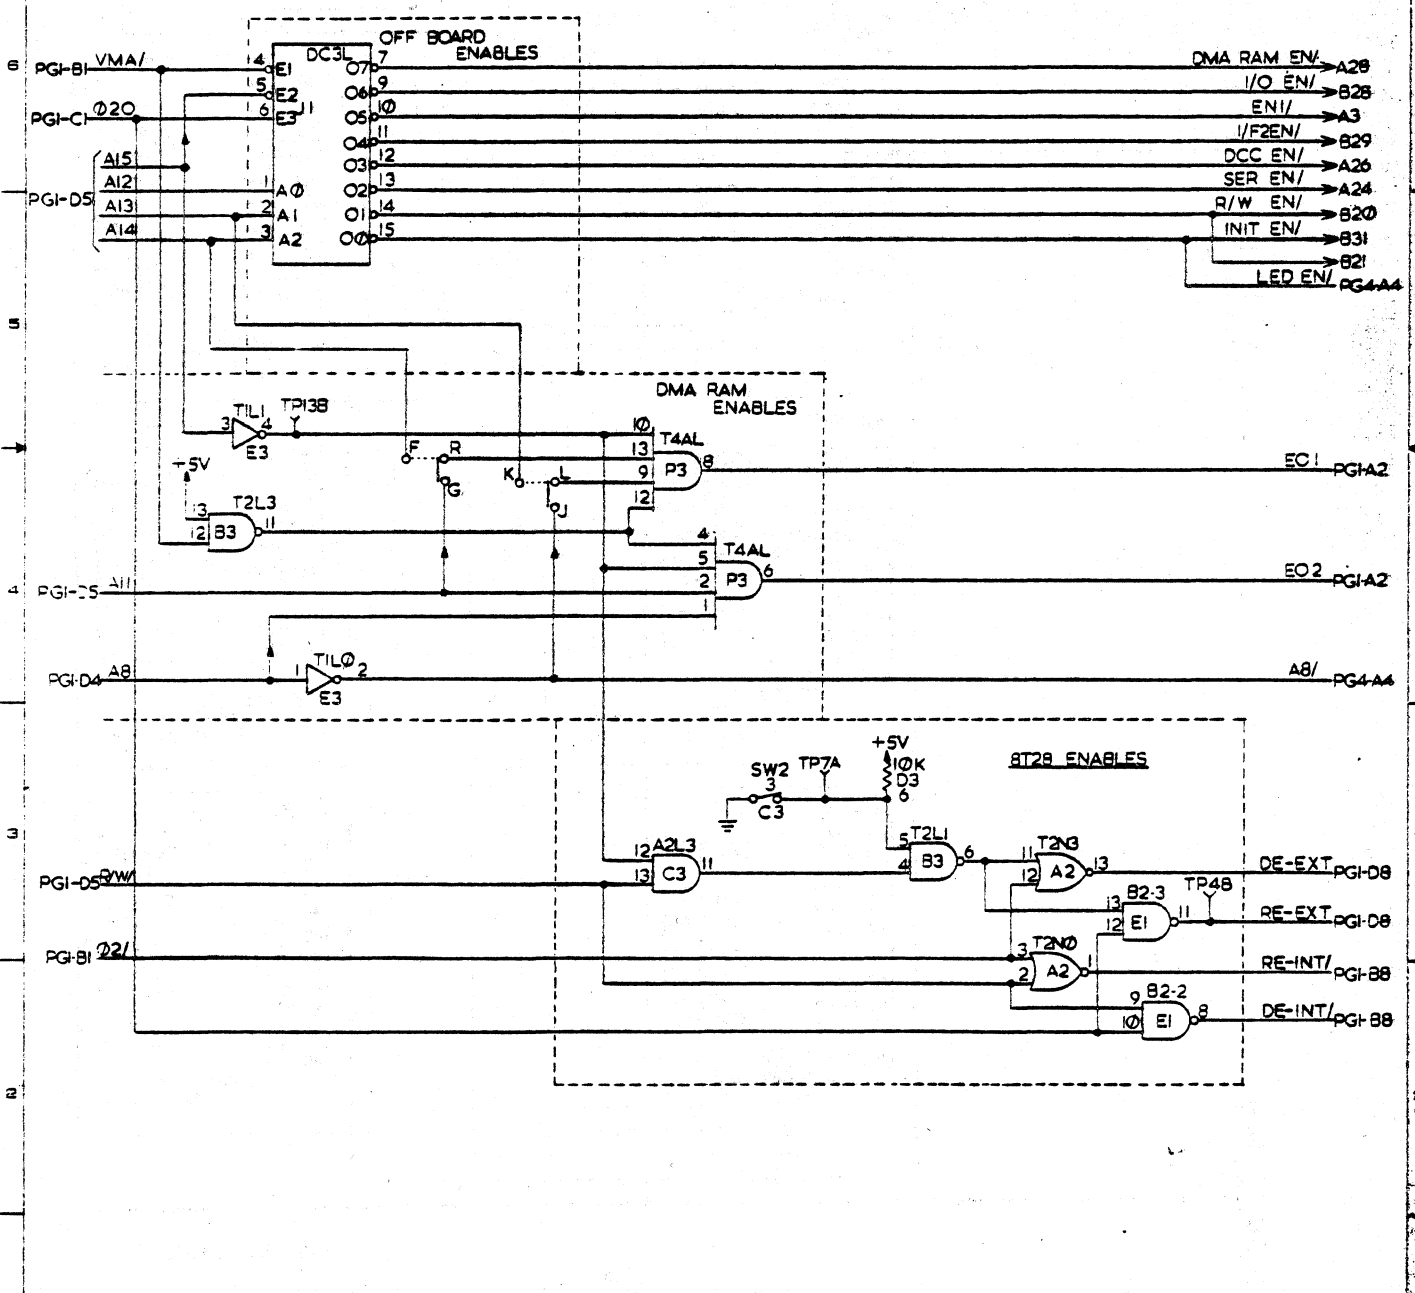 OFF BOARD
ENABLES
6
PG1-B1 VMA/
4 E1 DC3L O7 7
DMA RAM EN/ A28
5 E2 O6 9
I/O EN/ B28
PG1-C1 Ø2O
6 E3 J1 O5 1Ø
EN1/ A3
O4 11
I/F2EN/ B29
A15
O3 12
DCC EN/ A26
PG1-D5
A12 1 AØ O2 13
SER EN/ A24
A13 2 A1 O1 14
R/W EN/ B2Ø
A14 3 A2 OØ 15
INIT EN/ B31
B21
LED EN/ PG4-A4
5
DMA RAM
ENABLES
T1L1 TP13B
3 4
E3
1Ø T4AL
F R 13
P3 8
EO1 PG1-A2
+5V
G K L 9
J 12
T2L3
13 B3 11
12
4 T4AL
5
4
PG1-D5 A11
2 P3 6
EO2 PG1-A2
1
PG1-D4 A8
1 T1LØ 2
E3
A8/ PG4-A4
+5V
8T28 ENABLES
SW2 TP7A 1ØK
3 D3
C3 6
3
T2L1
5
A2L3
12 C3 11
13
4 B3 6
T2N3
11 A2 13
12
DE-EXT PG1-D8
PG1-D5 R/W/
B2-3 TP4B
13 E1 11
12
RE-EXT PG1-D8
PG1-B1 Ø2/
T2NØ
3 A2 1
2
RE-INT/ PG1-B8
B2-2
9 E1 8
1Ø
DE-INT/ PG1-B8
2